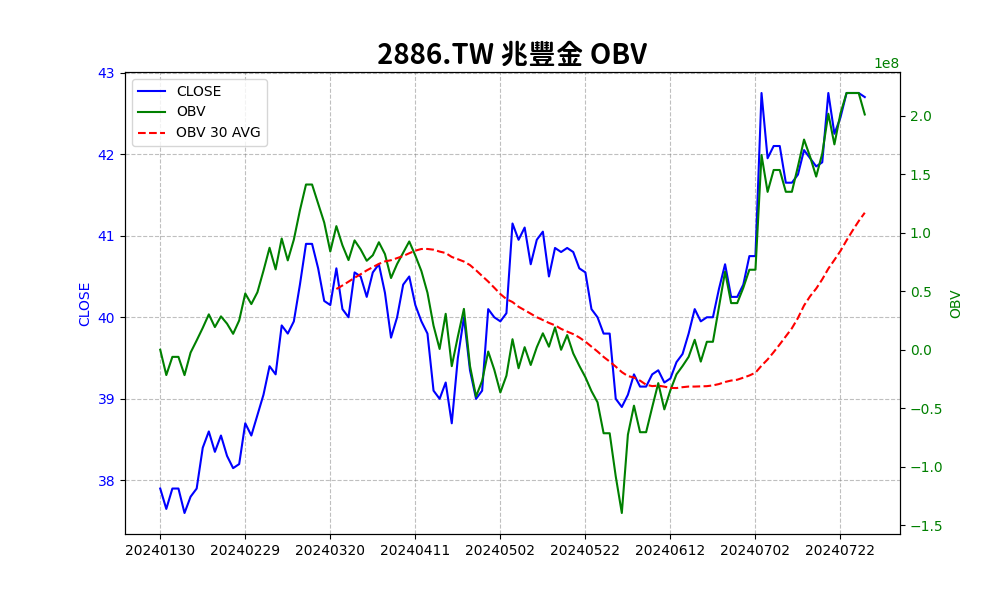 2886.TW 兆豐金 OBV
1e8
CLOSE
OBV
OBV 30 AVG
43
42
41
40
39
38
CLOSE
2.0
1.5
1.0
0.5
0.0
−0.5
−1.0
−1.5
OBV
20240130 20240229 20240320 20240411 20240502 20240522 20240612 20240702 20240722